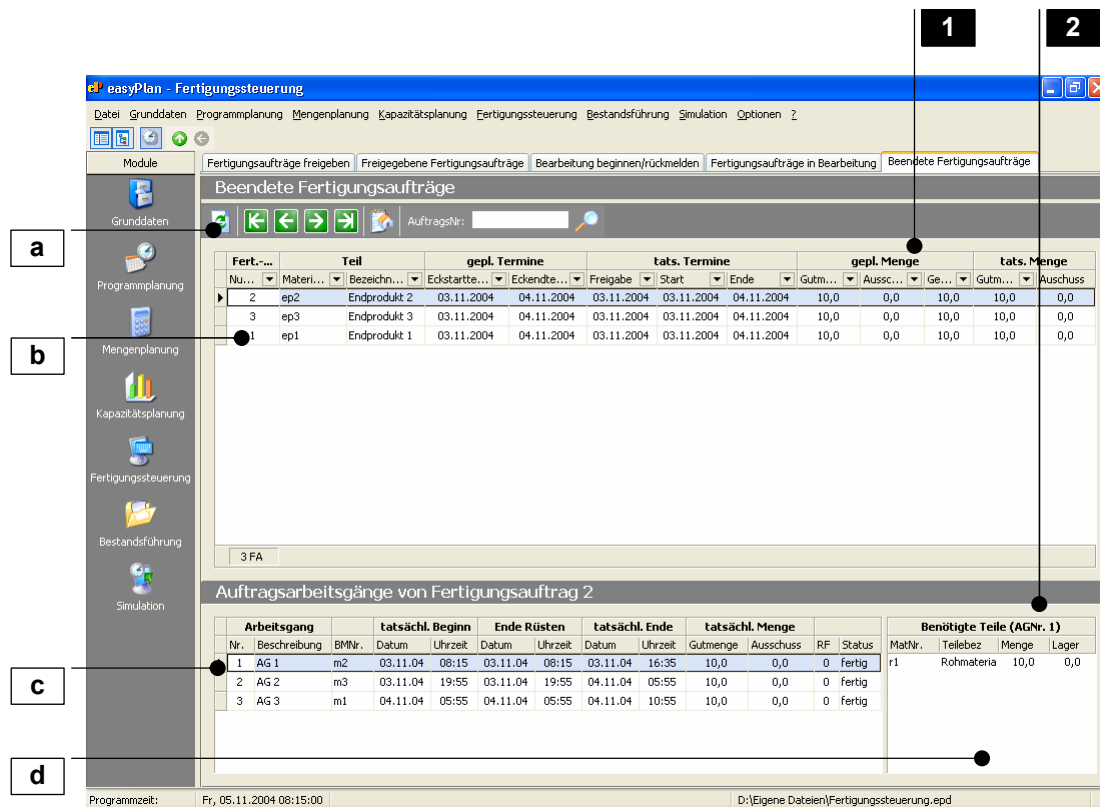 1 2
easyPlan - Fertigungssteuerung
Datei Grunddaten Programmplanung Mengenplanung Kapazitätsplanung Fertigungssteuerung Bestandsführung Simulation Optionen ?
Module
Fertigungsaufträge freigeben Freigegebene Fertigungsaufträge Bearbeitung beginnen/rückmelden Fertigungsaufträge in Bearbeitung Beendete Fertigungsaufträge
Beendete Fertigungsaufträge
AuftragsNr:
Grunddaten
Programmplanung
Mengenplanung
Kapazitätsplanung
Fertigungssteuerung
Bestandsführung
Simulation
a
b
c
d
Fert.-... Teil gepl. Termine tats. Termine gepl. Menge tats. Menge
Nu... Materi... Bezeichn... Eckstartte... Eckendte... Freigabe Start Ende Gutm... Aussc... Ge... Gutm... Auschuss
2 ep2 Endprodukt 2 03.11.2004 04.11.2004 03.11.2004 03.11.2004 04.11.2004 10,0 0,0 10,0 10,0 0,0
3 ep3 Endprodukt 3 03.11.2004 04.11.2004 03.11.2004 03.11.2004 04.11.2004 10,0 0,0 10,0 10,0 0,0
1 ep1 Endprodukt 1 03.11.2004 04.11.2004 03.11.2004 03.11.2004 04.11.2004 10,0 0,0 10,0 10,0 0,0
3 FA
Auftragsarbeitsgänge von Fertigungsauftrag 2
Arbeitsgang tatsächl. Beginn Ende Rüsten tatsächl. Ende tatsächl. Menge
Nr. Beschreibung BMNr. Datum Uhrzeit Datum Uhrzeit Datum Uhrzeit Gutmenge Ausschuss RF Status
1 AG 1 m2 03.11.04 08:15 03.11.04 08:15 03.11.04 16:35 10,0 0,0 0 fertig
2 AG 2 m3 03.11.04 19:55 03.11.04 19:55 04.11.04 05:55 10,0 0,0 0 fertig
3 AG 3 m1 04.11.04 05:55 04.11.04 05:55 04.11.04 10:55 10,0 0,0 0 fertig
Benötigte Teile (AGNr. 1)
MatNr. Teilebez Menge Lager
r1 Rohmateria 10,0 0,0
Programmzeit: Fr, 05.11.2004 08:15:00 D:\Eigene Dateien\Fertigungssteuerung.epd